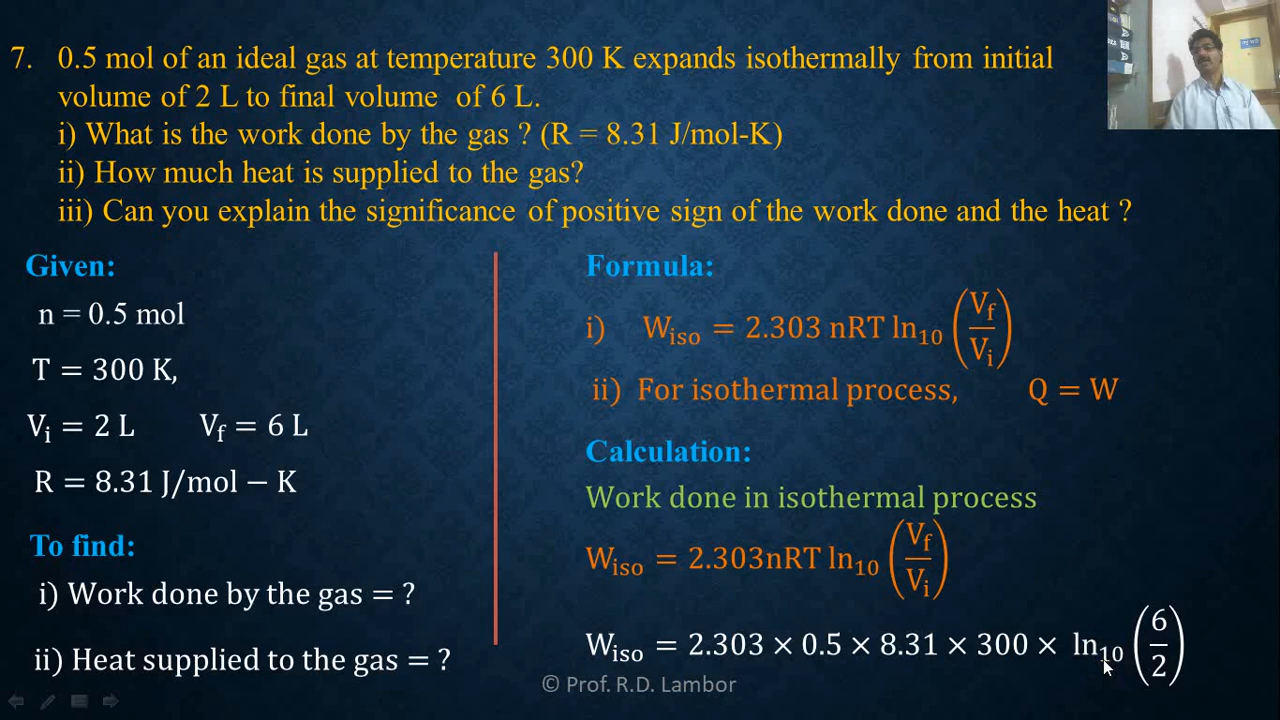 7. 0.5 mol of an ideal gas at temperature 300 K expands isothermally from initial
volume of 2 L to final volume of 6 L.
i) What is the work done by the gas ? (R = 8.31 J/mol-K)
ii) How much heat is supplied to the gas?
iii) Can you explain the significance of positive sign of the work done and the heat ?
Given:
n = 0.5 mol
T = 300 K,
Vᵢ = 2 L V_f = 6 L
R = 8.31 J/mol − K
To find:
i) Work done by the gas = ?
ii) Heat supplied to the gas = ?
Formula:
i) W_iso = 2.303 nRT ln₁₀ (V_f/Vᵢ)
ii) For isothermal process, Q = W
Calculation:
Work done in isothermal process
W_iso = 2.303nRT ln₁₀ (V_f/Vᵢ)
W_iso = 2.303 × 0.5 × 8.31 × 300 × ln₁₀ (6/2)
© Prof. R.D. Lambor